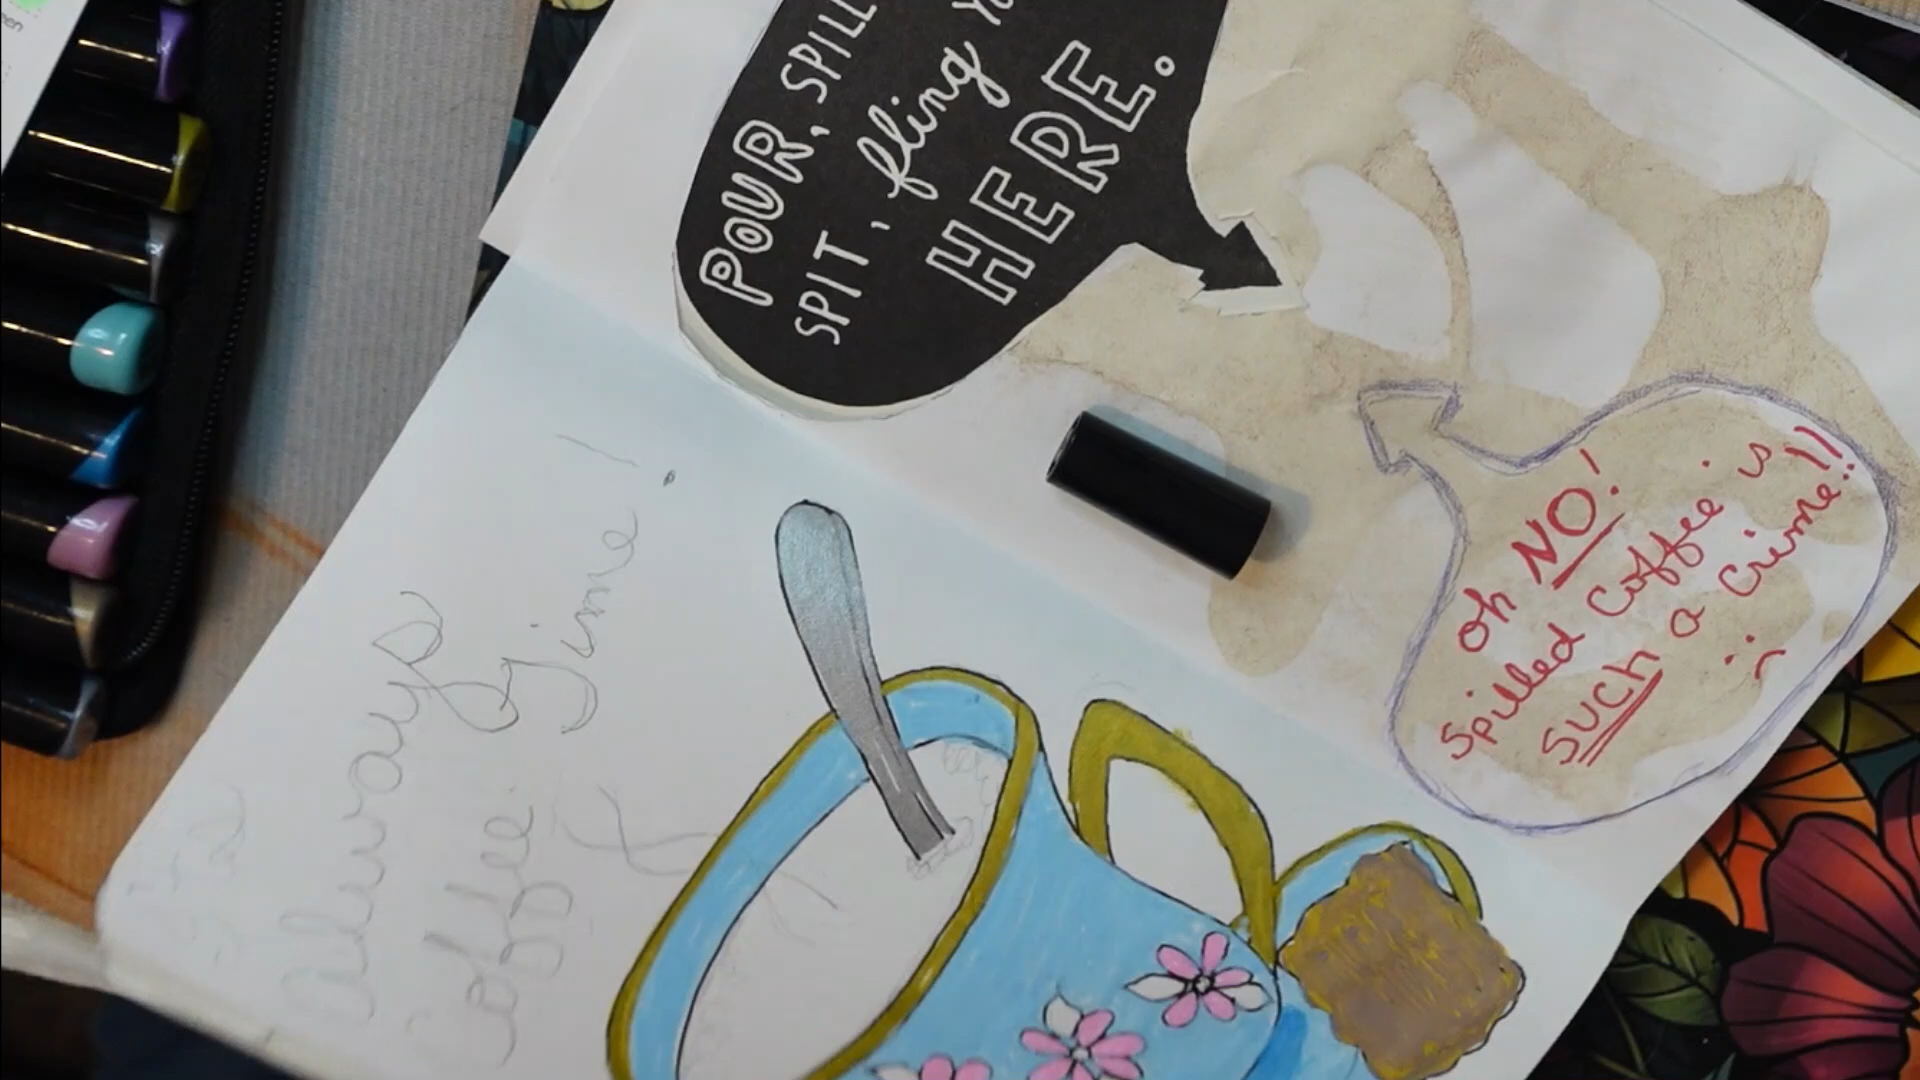 POUR, SPILL
SPIT, fling
HERE.
oh NO!
Spilled Coffee is
SUCH a Crime!!
Always
Coffee
Time!